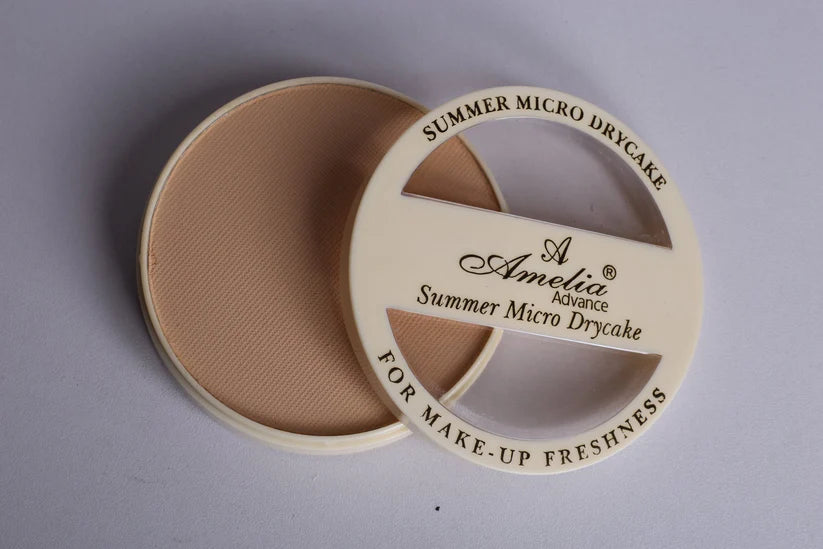 SUMMER MICRO DRYCAKE
A
Amelia®
Advance
Summer Micro Drycake
FOR MAKE-UP FRESHNESS